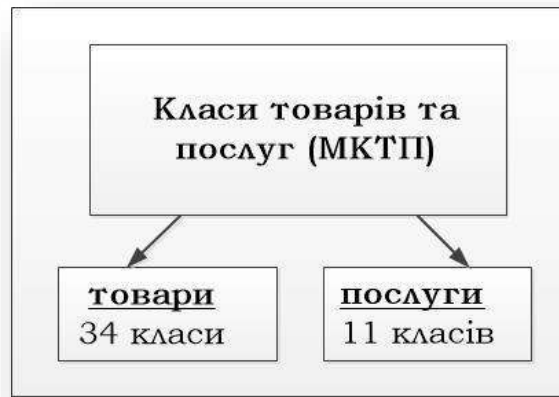 Класи товарів та
послуг (МКТП)
товари
34 класи
послуги
11 класів